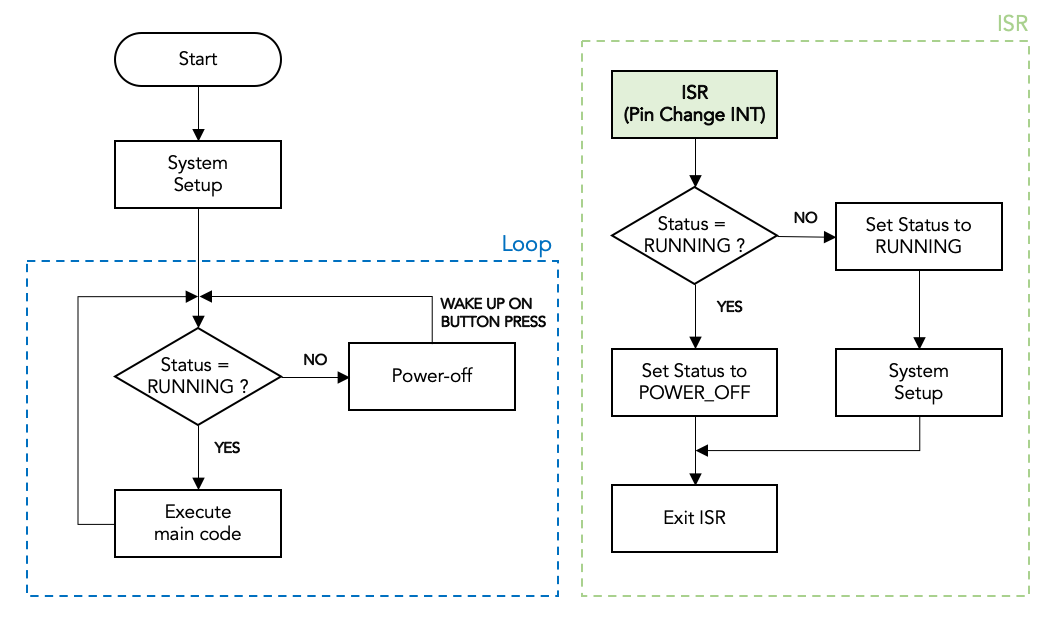 Start
System
Setup
Loop
WAKE UP ON
BUTTON PRESS
Status =
RUNNING ?
NO
Power-off
YES
Execute
main code
ISR
ISR
(Pin Change INT)
Status =
RUNNING ?
NO
Set Status to
RUNNING
YES
Set Status to
POWER_OFF
System
Setup
Exit ISR